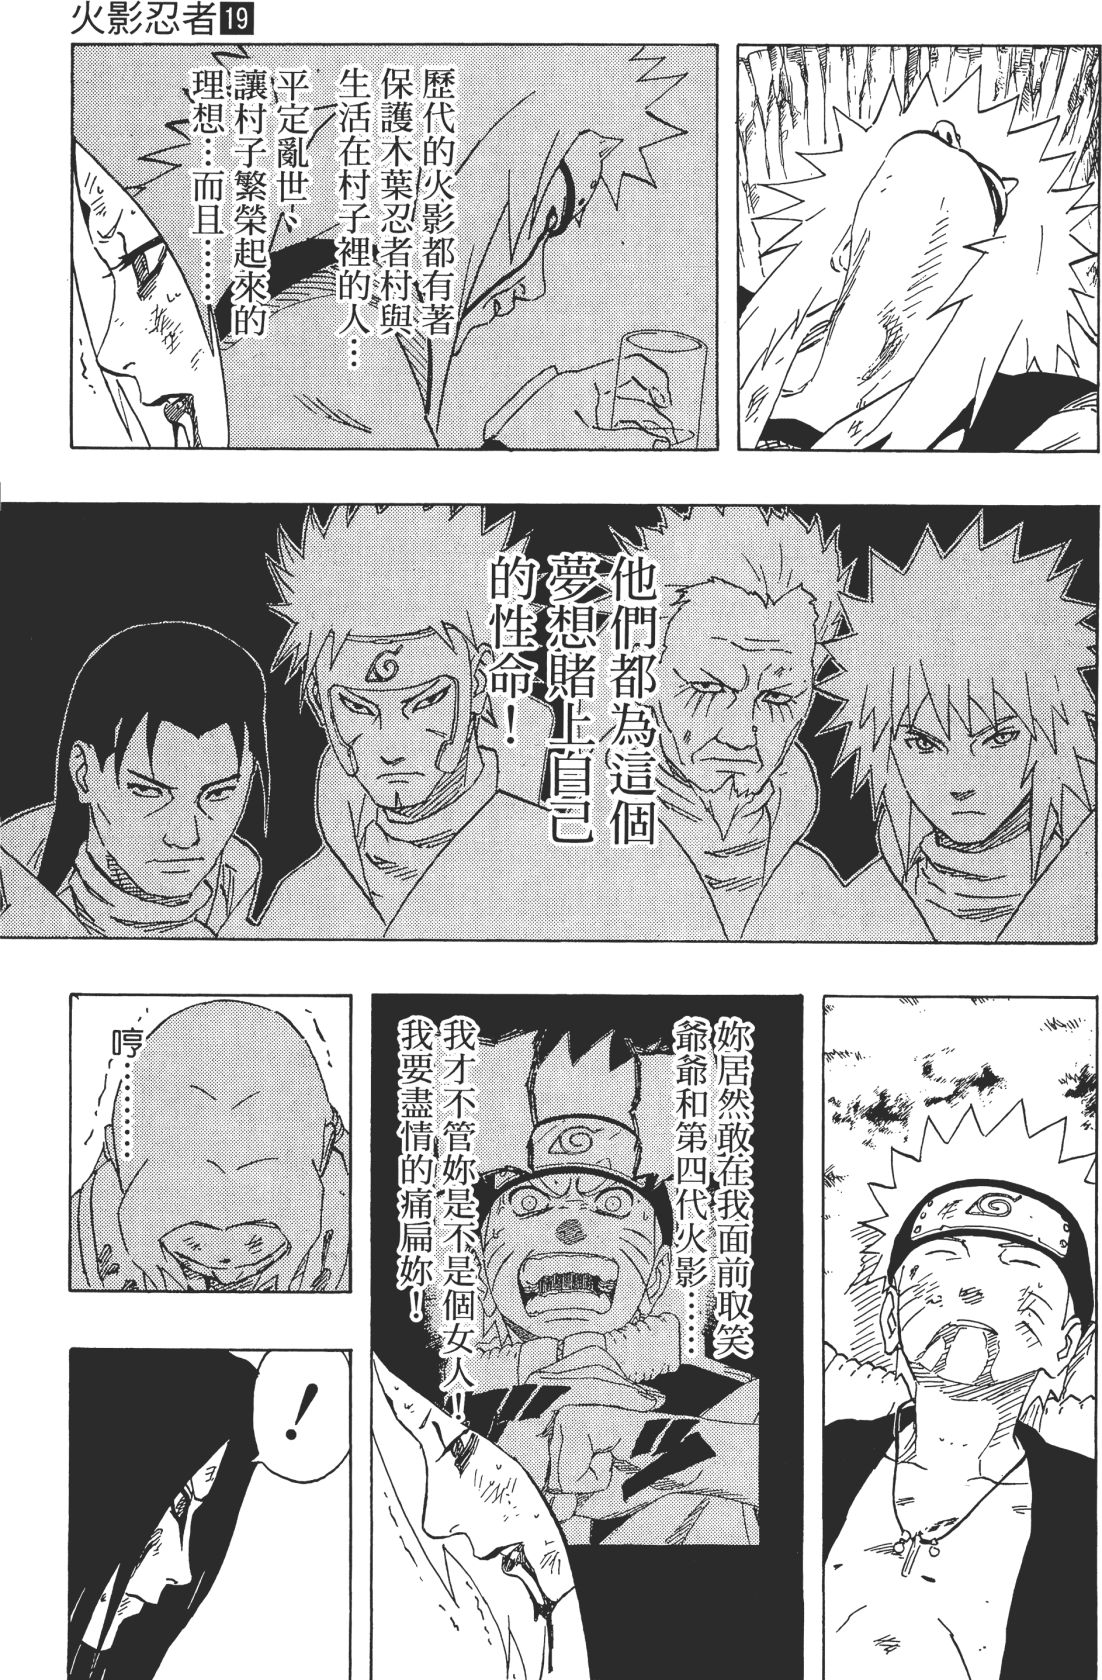 火影忍者19
歷代的火影都有著
保護木葉忍者村與
生活在村子裡的人…
平定亂世、
讓村子繁榮起來的
理想…而且………
他們都為這個
夢想賭上自己
的性命！
妳居然敢在我面前取笑
爺爺和第四代火影……
我才不管妳是不是個女人！
我要盡情的痛扁妳！
哼………
！